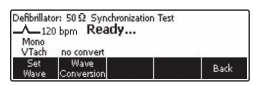 Defibrillator: 50 Ω Synchronization Test
120 bpm Ready...
Mono
VTach no convert
Set Wave
Wave Conversion
Back